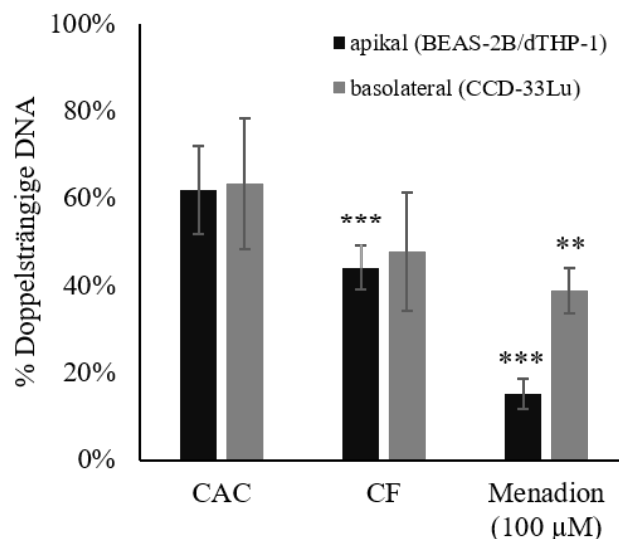 100%
80%
60%
40%
20%
0%
% Doppelsträngige DNA
apikal (BEAS-2B/dTHP-1)
basolateral (CCD-33Lu)
***
**
***
CAC
CF
Menadion
(100 µM)